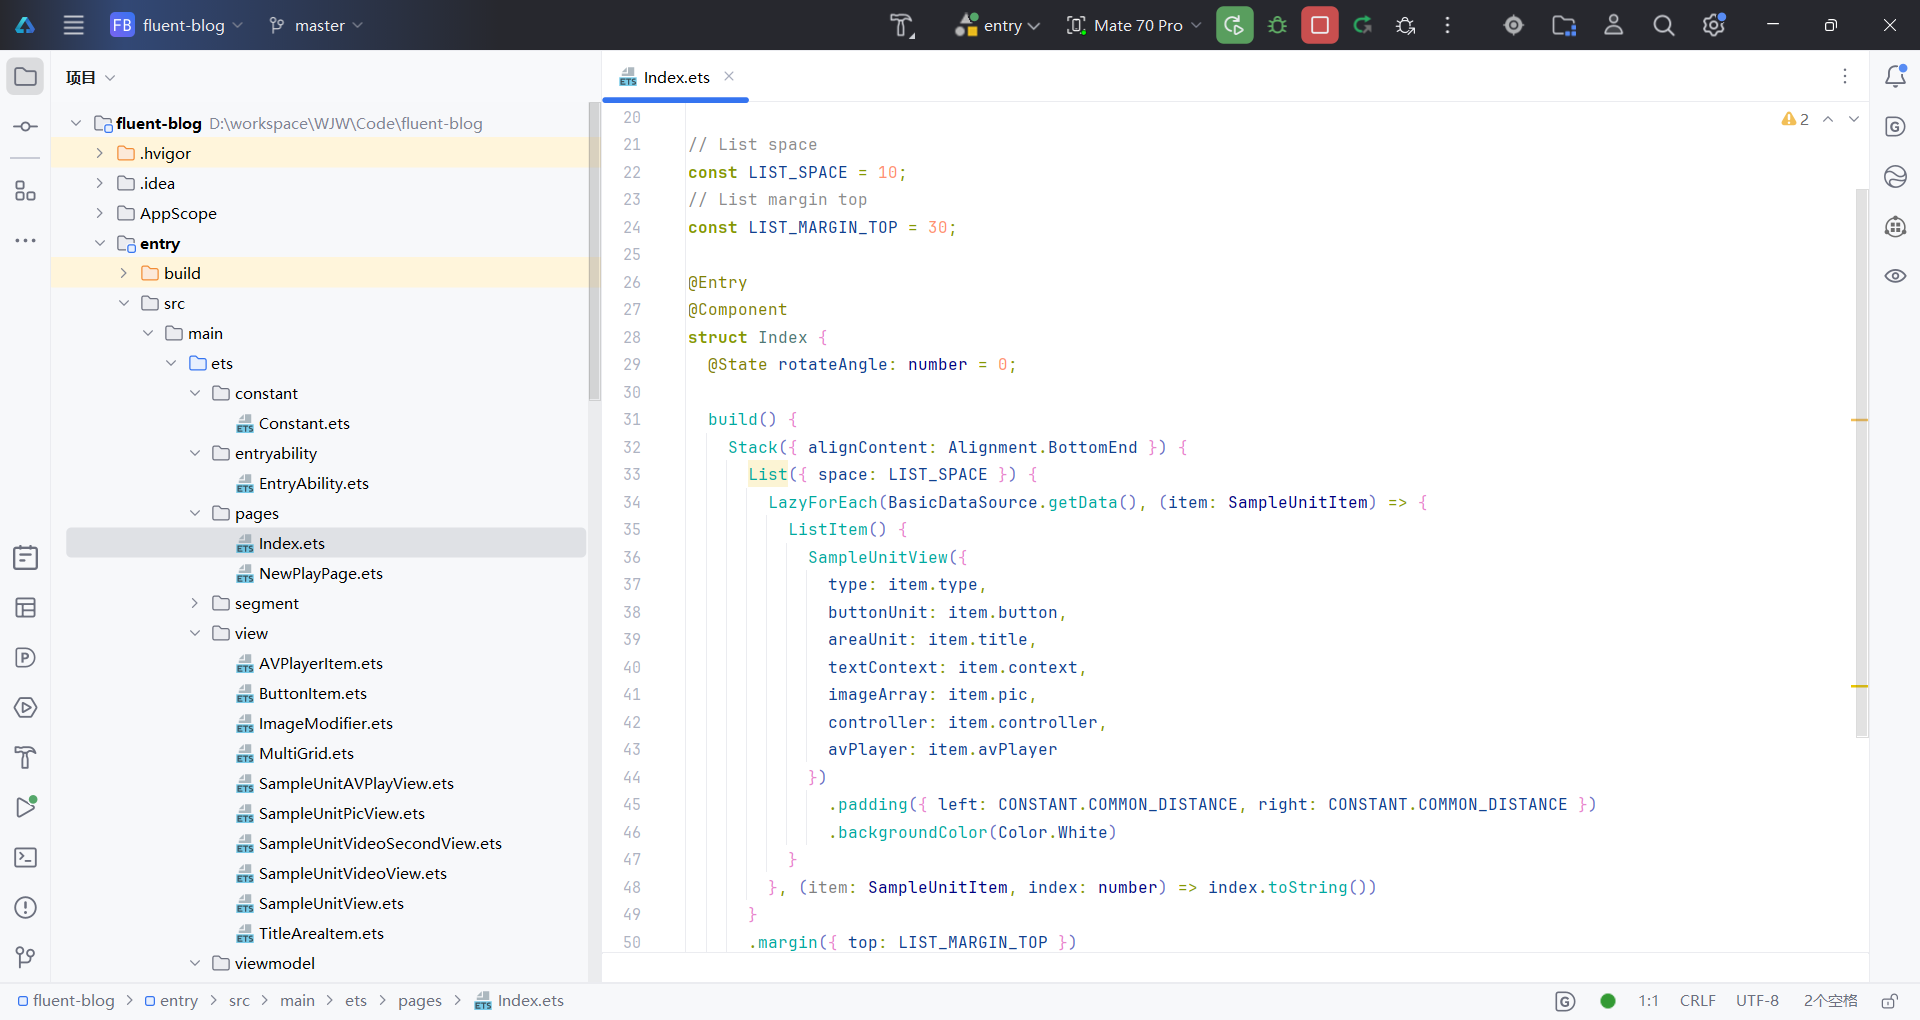 FB fluent-blog master entry Mate 70 Pro
项目
Index.ets
fluent-blog D:\workspace\WJW\Code\fluent-blog
.hvigor
.idea
AppScope
entry
build
src
main
ets
constant
Constant.ets
entryability
EntryAbility.ets
pages
Index.ets
NewPlayPage.ets
segment
view
AVPlayerItem.ets
ButtonItem.ets
ImageModifier.ets
MultiGrid.ets
SampleUnitAVPlayView.ets
SampleUnitPicView.ets
SampleUnitVideoSecondView.ets
SampleUnitVideoView.ets
SampleUnitView.ets
TitleAreaItem.ets
viewmodel
2
20
21 // List space
22 const LIST_SPACE = 10;
23 // List margin top
24 const LIST_MARGIN_TOP = 30;
25
26 @Entry
27 @Component
28 struct Index {
29 @State rotateAngle: number = 0;
30
31 build() {
32 Stack({ alignContent: Alignment.BottomEnd }) {
33 List({ space: LIST_SPACE }) {
34 LazyForEach(BasicDataSource.getData(), (item: SampleUnitItem) => {
35 ListItem() {
36 SampleUnitView({
37 type: item.type,
38 buttonUnit: item.button,
39 areaUnit: item.title,
40 textContext: item.context,
41 imageArray: item.pic,
42 controller: item.controller,
43 avPlayer: item.avPlayer
44 })
45 .padding({ left: CONSTANT.COMMON_DISTANCE, right: CONSTANT.COMMON_DISTANCE })
46 .backgroundColor(Color.White)
47 }
48 }, (item: SampleUnitItem, index: number) => index.toString())
49 }
50 .margin({ top: LIST_MARGIN_TOP })
fluent-blog > entry > src > main > ets > pages > Index.ets
1:1 CRLF UTF-8 2个空格